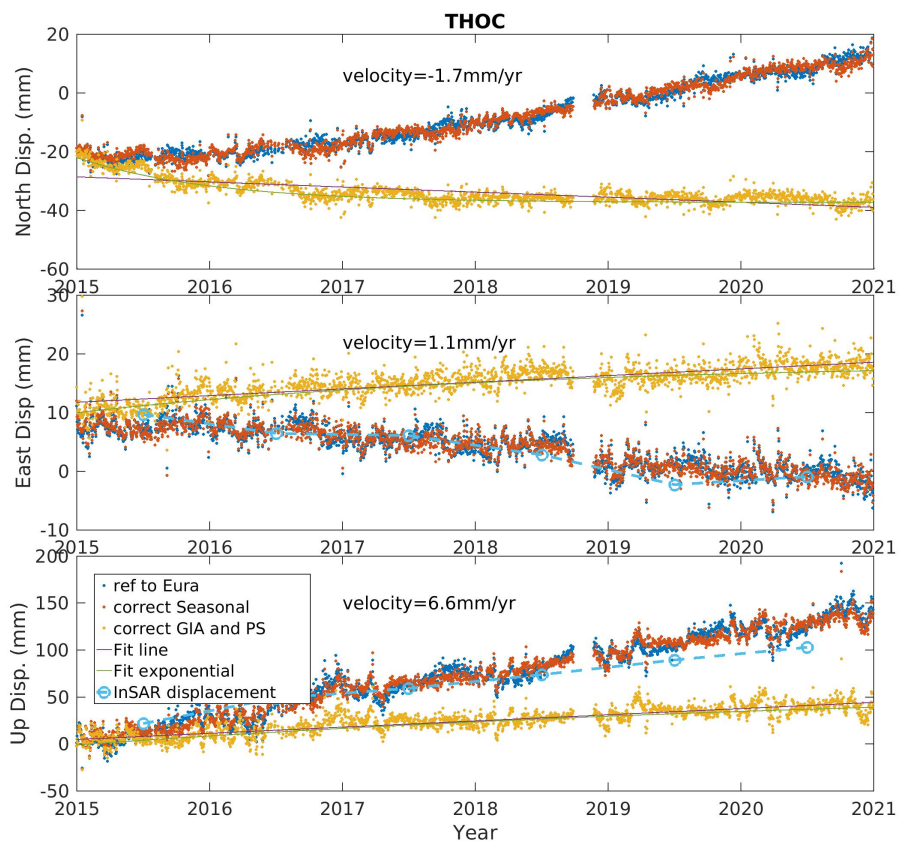 THOC
20
0
-20
-40
-60
North Disp. (mm)
velocity=-1.7mm/yr
2015 2016 2017 2018 2019 2020 2021
30
20
10
0
-10
East Disp (mm)
velocity=1.1mm/yr
2015 2016 2017 2018 2019 2020 2021
200
150
100
50
0
-50
Up Disp. (mm)
velocity=6.6mm/yr
ref to Eura
correct Seasonal
correct GIA and PS
Fit line
Fit exponential
InSAR displacement
2015 2016 2017 2018 2019 2020 2021
Year